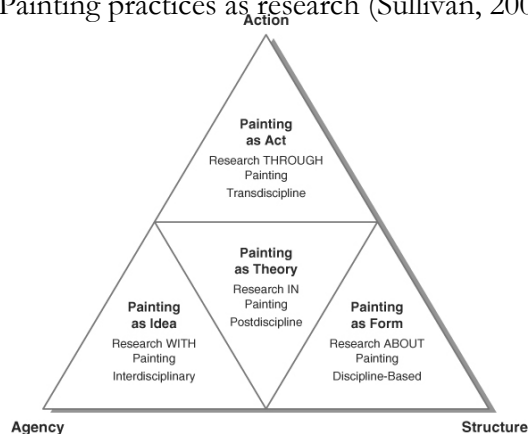 Painting practices as research (Sullivan, 200
Action
Painting
as Act
Research THROUGH
Painting
Transdiscipline
Painting
as Theory
Research IN
Painting
Postdiscipline
Painting
as Idea
Research WITH
Painting
Interdisciplinary
Painting
as Form
Research ABOUT
Painting
Discipline-Based
Agency
Structure